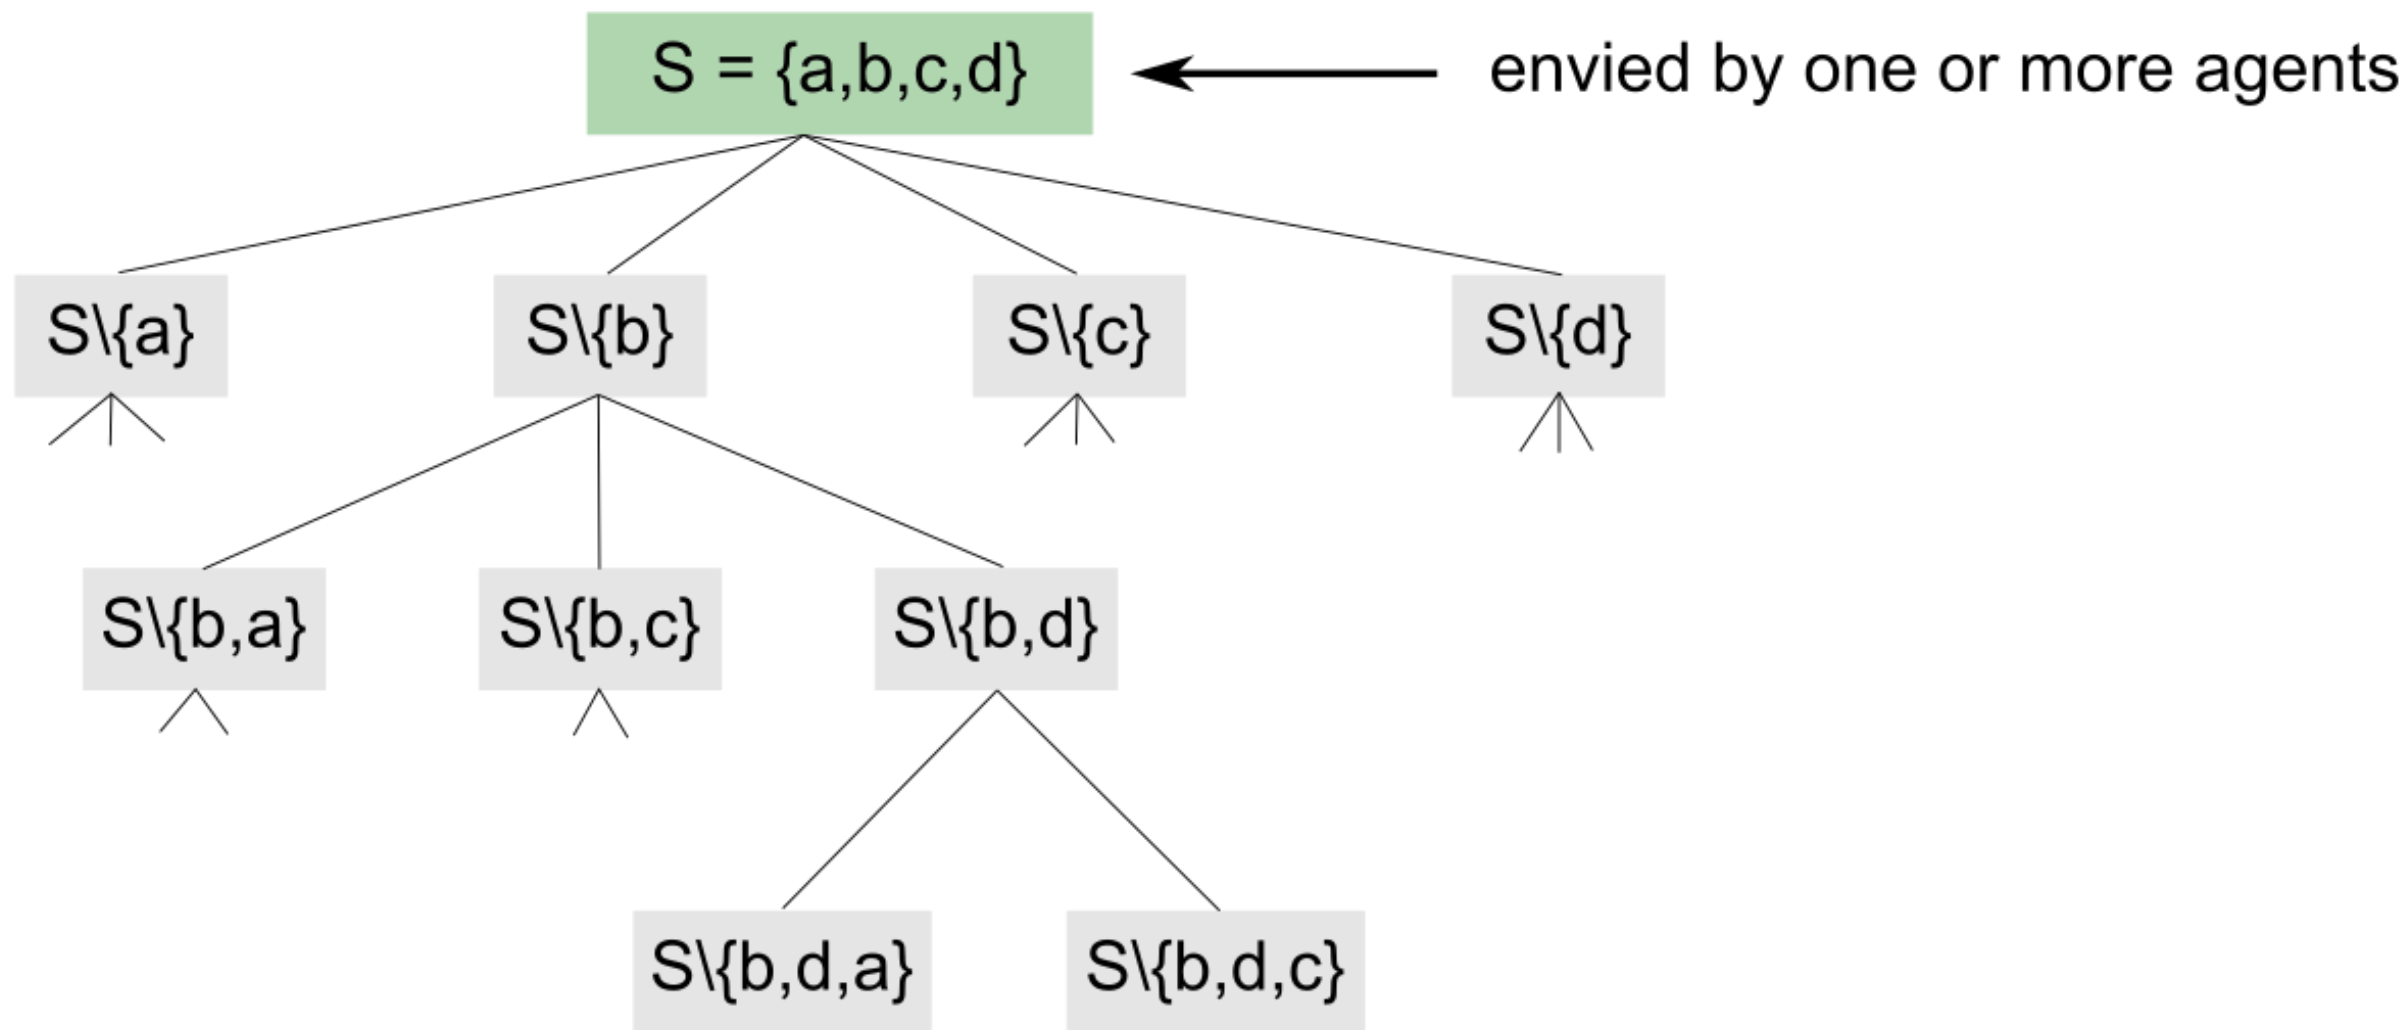 S = {a,b,c,d}
envied by one or more agents
S\{a}
S\{b}
S\{c}
S\{d}
S\{b,a}
S\{b,c}
S\{b,d}
S\{b,d,a}
S\{b,d,c}